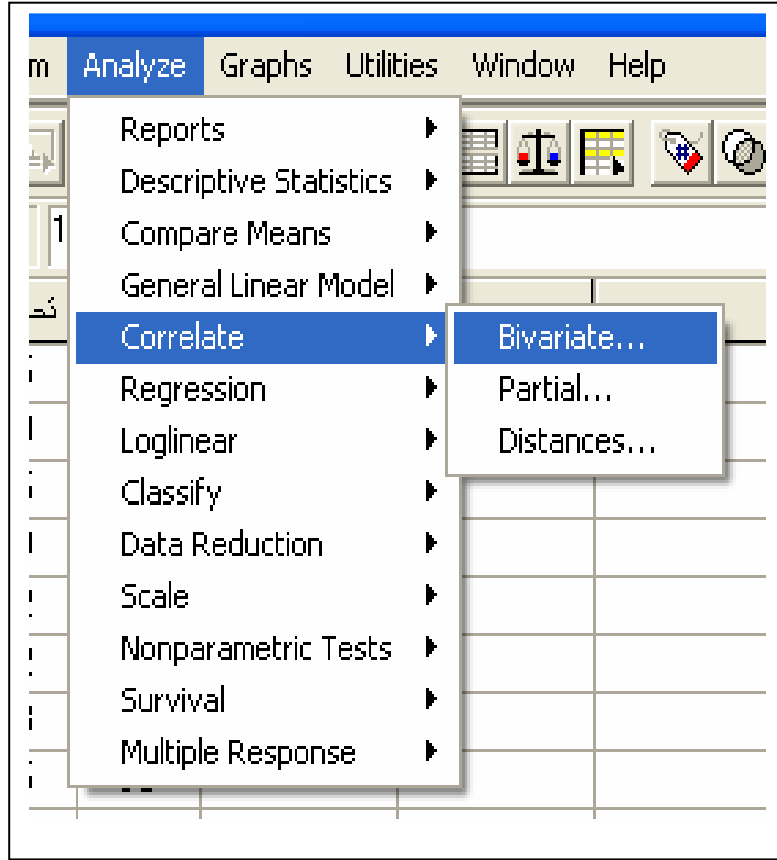 m Analyze Graphs Utilities Window Help
Reports
Descriptive Statistics
1
Compare Means
General Linear Model
Correlate
Bivariate...
Regression
Partial...
Loglinear
Distances...
Classify
Data Reduction
Scale
Nonparametric Tests
Survival
Multiple Response